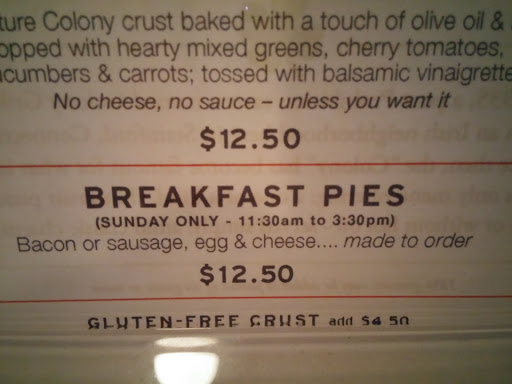 ture Colony crust baked with a touch of olive oil &
opped with hearty mixed greens, cherry tomatoes,
cumbers & carrots; tossed with balsamic vinaigrette
No cheese, no sauce – unless you want it
$12.50
BREAKFAST PIES
(SUNDAY ONLY - 11:30am to 3:30pm)
Bacon or sausage, egg & cheese.... made to order
$12.50
GLUTEN-FREE CRUST add $4.50